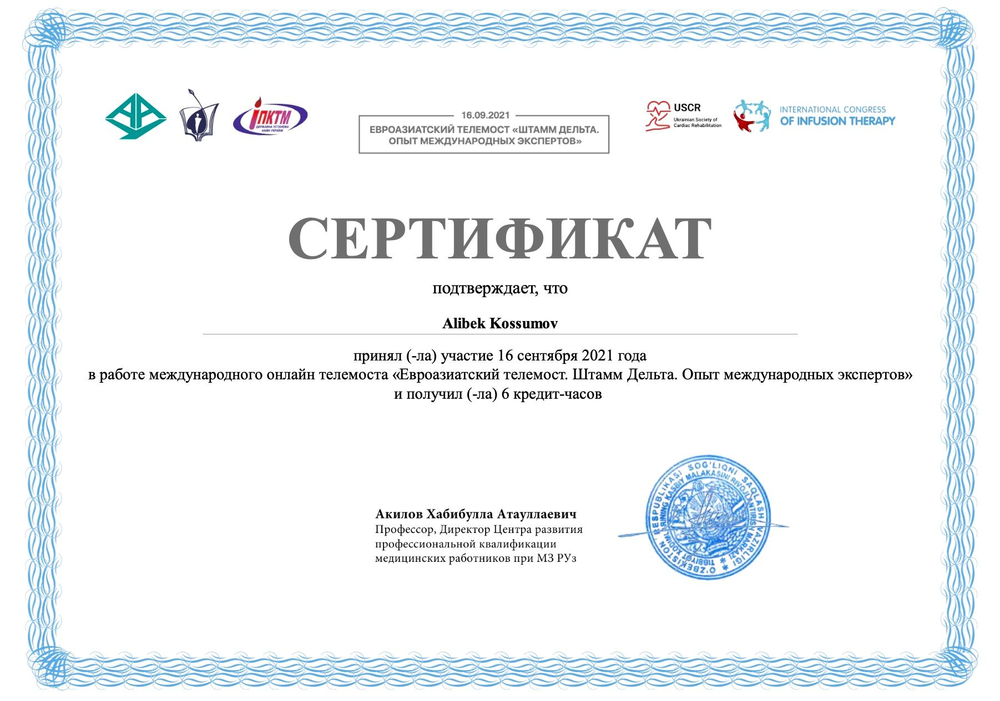 ІПКТМ
ДЕРЖАВНА УСТАНОВА
НАМН УКРАЇНИ
16.09.2021
ЕВРОАЗИАТСКИЙ ТЕЛЕМОСТ «ШТАММ ДЕЛЬТА.
ОПЫТ МЕЖДУНАРОДНЫХ ЭКСПЕРТОВ»
USCR
Ukrainian Society of
Cardiac Rehabilitation
INTERNATIONAL CONGRESS
OF INFUSION THERAPY
СЕРТИФИКАТ
подтверждает, что
Alibek Kossumov
принял (-ла) участие 16 сентября 2021 года
в работе международного онлайн телемоста «Евроазиатский телемост. Штамм Дельта. Опыт международных экспертов»
и получил (-ла) 6 кредит-часов
Акилов Хабибулла Атауллаевич
Профессор, Директор Центра развития
профессиональной квалификации
медицинских работников при МЗ РУз
O'ZBEKISTON RESPUBLIKASI SOG'LIQNI SAQLASH VAZIRLIGI
TIBBIYOT XODIMLARINING KASBIY MALAKASINI RIVOJLANTIRISH MARKAZI